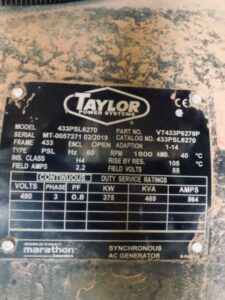 TAYLOR
POWER SYSTEMS
MODEL 433PSL6270 PART NO. VT433P6270P
SERIAL MT-0057371 02/2019 CATALOG NO. 433PSL6270
FRAME 433 ENCL OPEN ADAPTION 1-14
TYPE PSL Hz 60 RPM 1800 AMB. 40 °C
INS. CLASS H4 RISE BY RES. 105 °C
FIELD AMPS 2.2 FIELD VOLTS 55
CONTINUOUS DUTY SERVICE RATINGS
VOLTS PHASE PF KW KVA AMPS
480 3 0.8 375 469 564
marathon
SYNCHRONOUS
AC GENERATOR